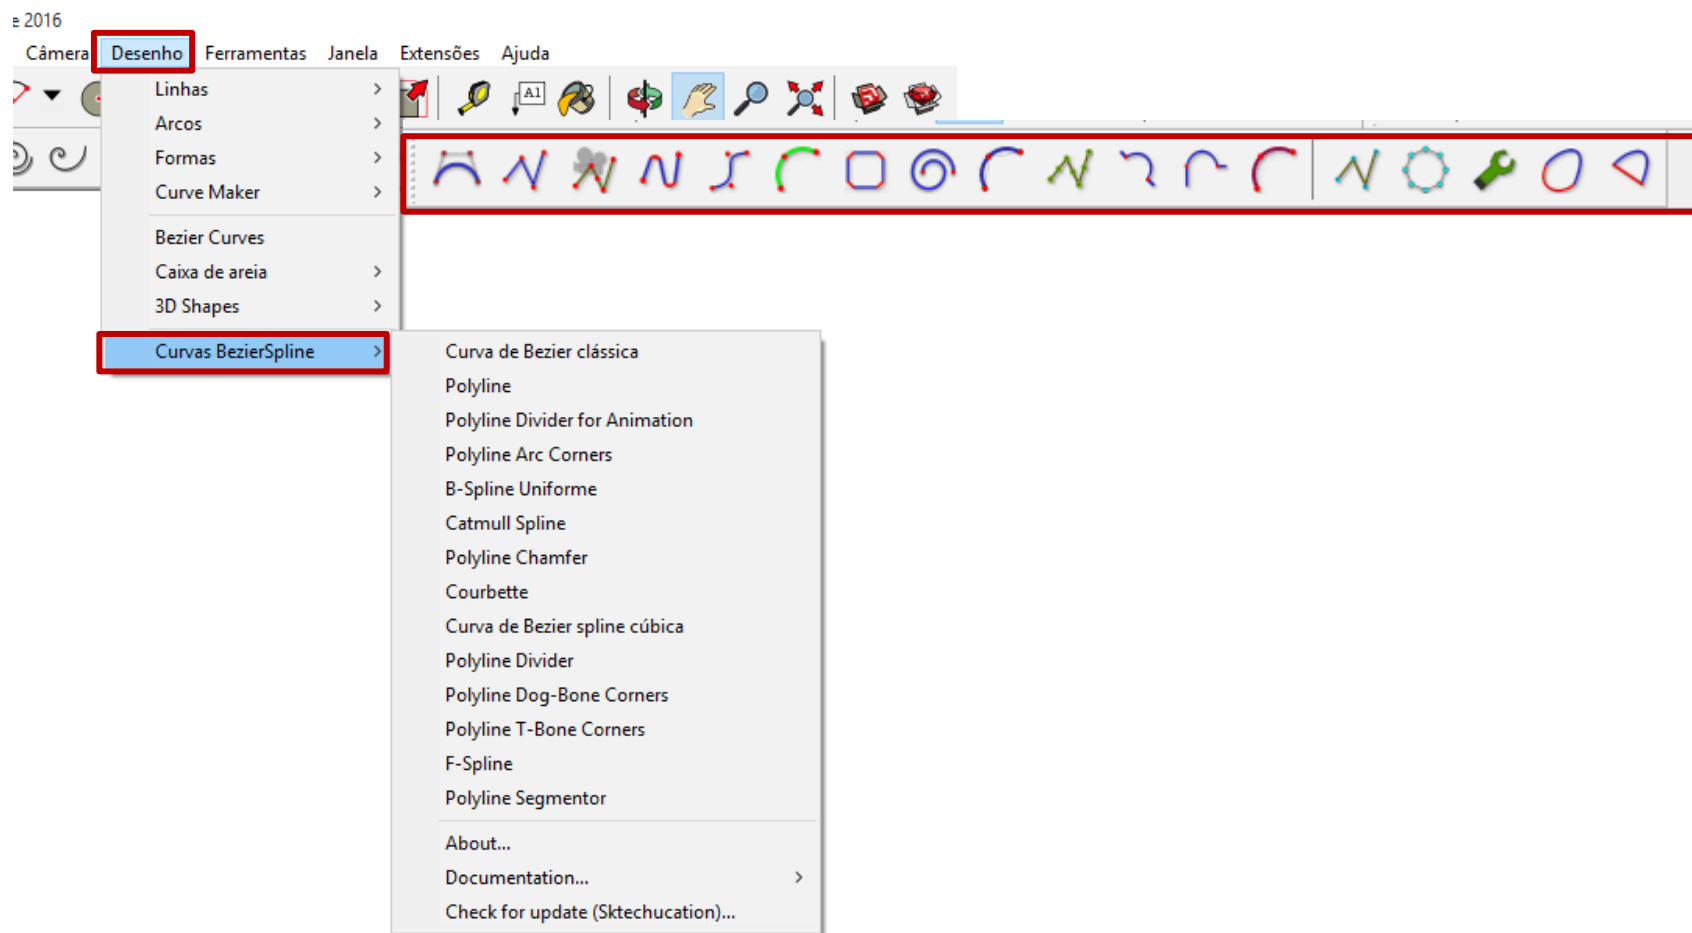 e 2016
Câmera Desenho Ferramentas Janela Extensões Ajuda
A1
Linhas
Arcos
Formas
Curve Maker
Bezier Curves
Caixa de areia
3D Shapes
Curvas BezierSpline
Curva de Bezier clássica
Polyline
Polyline Divider for Animation
Polyline Arc Corners
B-Spline Uniforme
Catmull Spline
Polyline Chamfer
Courbette
Curva de Bezier spline cúbica
Polyline Divider
Polyline Dog-Bone Corners
Polyline T-Bone Corners
F-Spline
Polyline Segmentor
About...
Documentation...
Check for update (Sktechucation)...